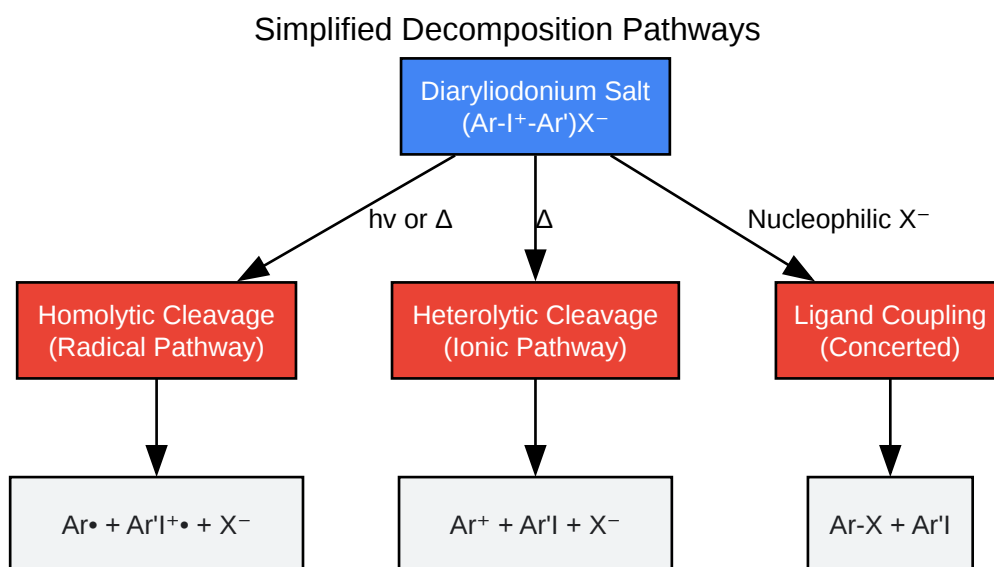 Simplified Decomposition Pathways
Diaryliodonium Salt
(Ar-I⁺-Ar')X⁻
hv or Δ
Δ
Nucleophilic X⁻
Homolytic Cleavage
(Radical Pathway)
Heterolytic Cleavage
(Ionic Pathway)
Ligand Coupling
(Concerted)
Ar• + Ar'I⁺• + X⁻
Ar⁺ + Ar'I + X⁻
Ar-X + Ar'I